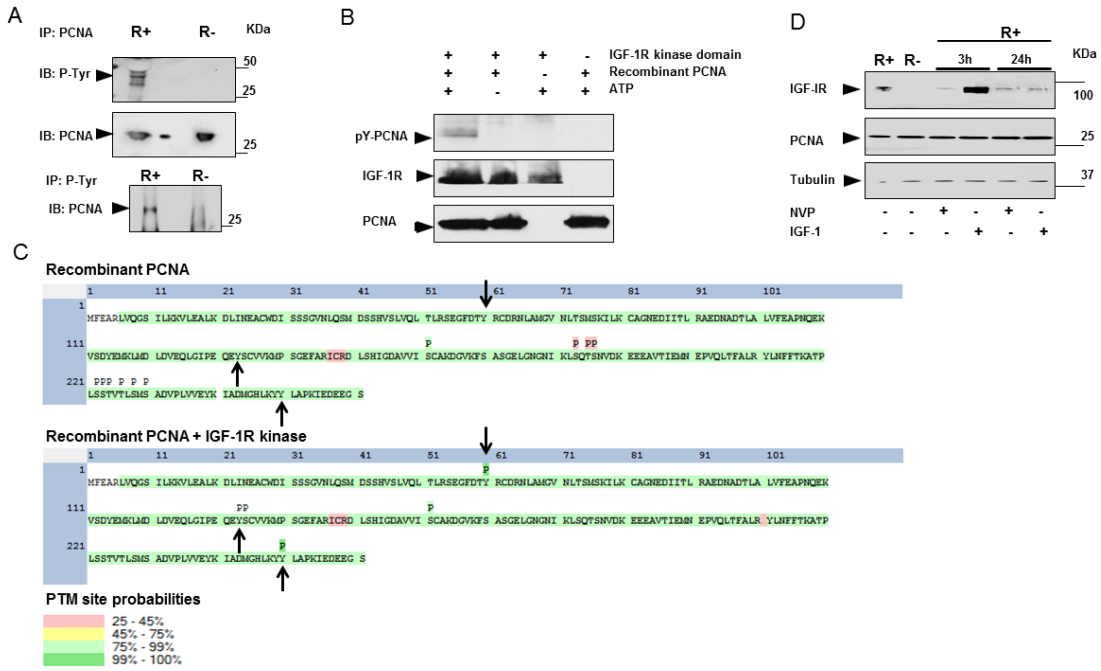 A
IP: PCNA R+ R- KDa
IB: P-Tyr 50
25
IB: PCNA 25
IP: P-Tyr R+ R-
IB: PCNA 25
B
+ + + - IGF-1R kinase domain
+ + - + Recombinant PCNA
+ - + + ATP
pY-PCNA
IGF-1R
PCNA
D
R+
R+ R- 3h 24h KDa
IGF-IR 100
PCNA 25
Tubulin 37
NVP - - + - + -
IGF-1 - - - + - +
C
Recombinant PCNA
1 11 21 31 41 51 61 71 81 91 101
1
MFEARLVQGS ILKKVLEALK DLINEACWDI SSSGVNLQSM DSSHVSLVQL TLRSEGFDTY RCDRNLAMGV NLTSMSKILK CAGNEDIITL RAEDNADTLA LVFEAPNQEK
P P PP
111
VSDYEMKLMD LDVEQLGIPE QEYSCVVKMP SGEFARICRD LSHIGDAVVI SCAKDGVKFS ASGELGNGNI KLSQTSNVDK EEEAVTIEMN EPVQLTFALR YLNFFTKATP
221 PPP P P P
LSSTVTLSMS ADVPLVVEYK IADMGHLKYY LAPKIEDEEG S
Recombinant PCNA + IGF-1R kinase
1 11 21 31 41 51 61 71 81 91 101
1 P
MFEARLVQGS ILKKVLEALK DLINEACWDI SSSGVNLQSM DSSHVSLVQL TLRSEGFDTY RCDRNLAMGV NLTSMSKILK CAGNEDIITL RAEDNADTLA LVFEAPNQEK
111 PP P
VSDYEMKLMD LDVEQLGIPE QEYSCVVKMP SGEFARICRD LSHIGDAVVI SCAKDGVKFS ASGELGNGNI KLSQTSNVDK EEEAVTIEMN EPVQLTFALR YLNFFTKATP
221 P
LSSTVTLSMS ADVPLVVEYK IADMGHLKYY LAPKIEDEEG S
PTM site probabilities
25 - 45%
45% - 75%
75% - 99%
99% - 100%